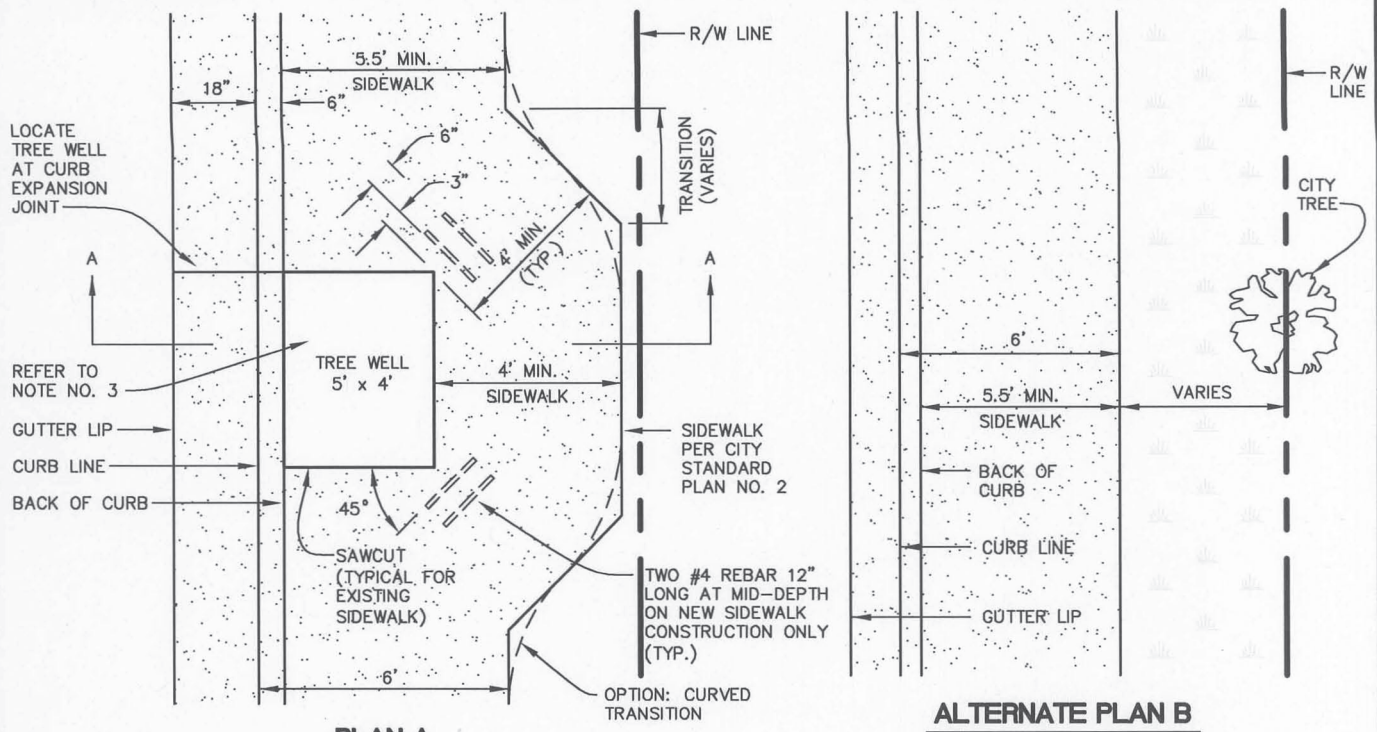 5.5' MIN.
SIDEWALK
R/W LINE
18"
6"
LOCATE
TREE WELL
AT CURB
EXPANSION
JOINT
6"
3"
TRANSITION
(VARIES)
4' MIN.
(TYP.)
A
A
REFER TO
NOTE NO. 3
TREE WELL
5' x 4'
4' MIN.
SIDEWALK
GUTTER LIP
CURB LINE
BACK OF CURB
SIDEWALK
PER CITY
STANDARD
PLAN NO. 2
45°
SAWCUT
(TYPICAL FOR
EXISTING
SIDEWALK)
TWO #4 REBAR 12"
LONG AT MID-DEPTH
ON NEW SIDEWALK
CONSTRUCTION ONLY
(TYP.)
6'
OPTION: CURVED
TRANSITION
PLAN A
R/W
LINE
CITY
TREE
6'
5.5' MIN.
SIDEWALK
VARIES
BACK OF
CURB
CURB LINE
GUTTER LIP
ALTERNATE PLAN B